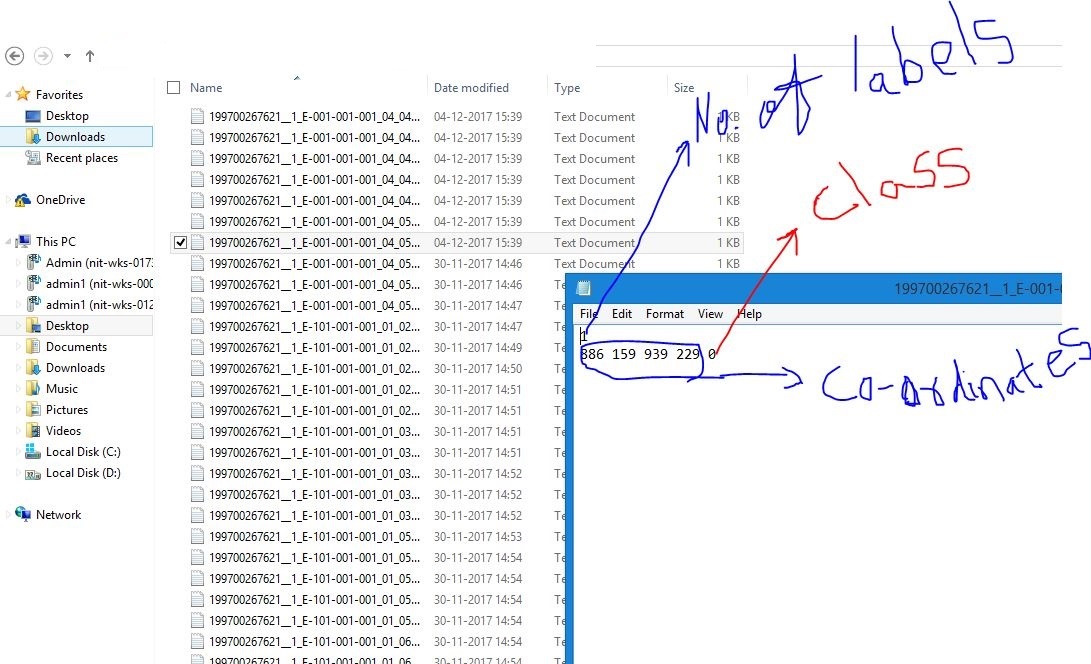 Favorites
Desktop
Downloads
Recent places
OneDrive
This PC
Admin (nit-wks-017
admin1 (nit-wks-00
admin1 (nit-wks-012
Desktop
Documents
Downloads
Music
Pictures
Videos
Local Disk (C:)
Local Disk (D:)
Network
Name Date modified Type Size
199700267621__1_E-001-001-001_04_04... 04-12-2017 15:39 Text Document KB
199700267621__1_E-001-001-001_04_04... 04-12-2017 15:39 Text Document 1 KB
199700267621__1_E-001-001-001_04_04... 04-12-2017 15:39 Text Document 1 KB
199700267621__1_E-001-001-001_04_04... 04-12-2017 15:39 Text Document 1 KB
199700267621__1_E-001-001-001_04_04... 04-12-2017 15:39 Text Document 1 KB
199700267621__1_E-001-001-001_04_05... 04-12-2017 15:39 Text Document 1 KB
199700267621__1_E-001-001-001_04_05... 04-12-2017 15:39 Text Document 1 KB
199700267621__1_E-001-001-001_04_05... 30-11-2017 14:46 Text Document 1 KB
199700267621__1_E-001-001-001_04_05... 30-11-2017 14:46 Te
199700267621__1_E-001-001-001_04_05... 30-11-2017 14:47 Te
199700267621__1_E-101-001-001_01_02... 30-11-2017 14:47 Te
199700267621__1_E-101-001-001_01_02... 30-11-2017 14:49 Te
199700267621__1_E-101-001-001_01_02... 30-11-2017 14:50 Te
199700267621__1_E-101-001-001_01_02... 30-11-2017 14:51 Te
199700267621__1_E-101-001-001_01_02... 30-11-2017 14:51 Te
199700267621__1_E-101-001-001_01_03... 30-11-2017 14:51 Te
199700267621__1_E-101-001-001_01_03... 30-11-2017 14:51 Te
199700267621__1_E-101-001-001_01_03... 30-11-2017 14:52 Te
199700267621__1_E-101-001-001_01_03... 30-11-2017 14:52 Te
199700267621__1_E-101-001-001_01_03... 30-11-2017 14:52 Te
199700267621__1_E-101-001-001_01_05... 30-11-2017 14:53 Te
199700267621__1_E-101-001-001_01_05... 30-11-2017 14:54 Te
199700267621__1_E-101-001-001_01_05... 30-11-2017 14:54 Te
199700267621__1_E-101-001-001_01_05... 30-11-2017 14:54 Te
199700267621__1_E-101-001-001_01_05... 30-11-2017 14:54 Te
199700267621__1_E-101-001-001_01_06... 30-11-2017 14:54 Te
199700267621__1_E-101-001-001_01_06... 30-11-2017 14:54 Te
No. of labels
class
199700267621__1_E-001-0
File Edit Format View Help
1
886 159 939 229 0
co-ordinates